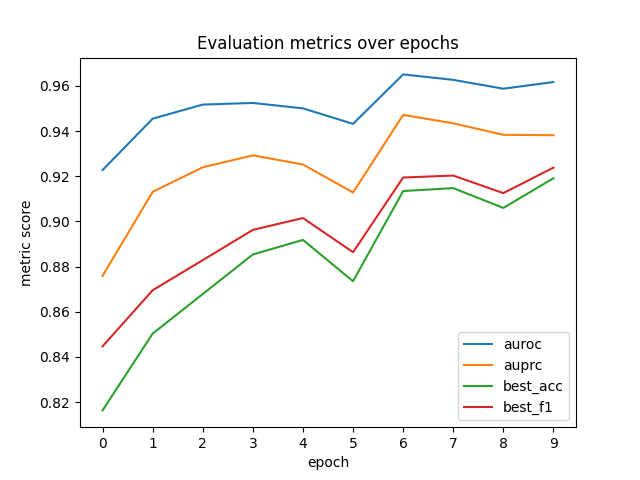 Evaluation metrics over epochs
metric score
0.96
0.94
0.92
0.90
0.88
0.86
0.84
0.82
auroc
auprc
best_acc
best_f1
0 1 2 3 4 5 6 7 8 9
epoch